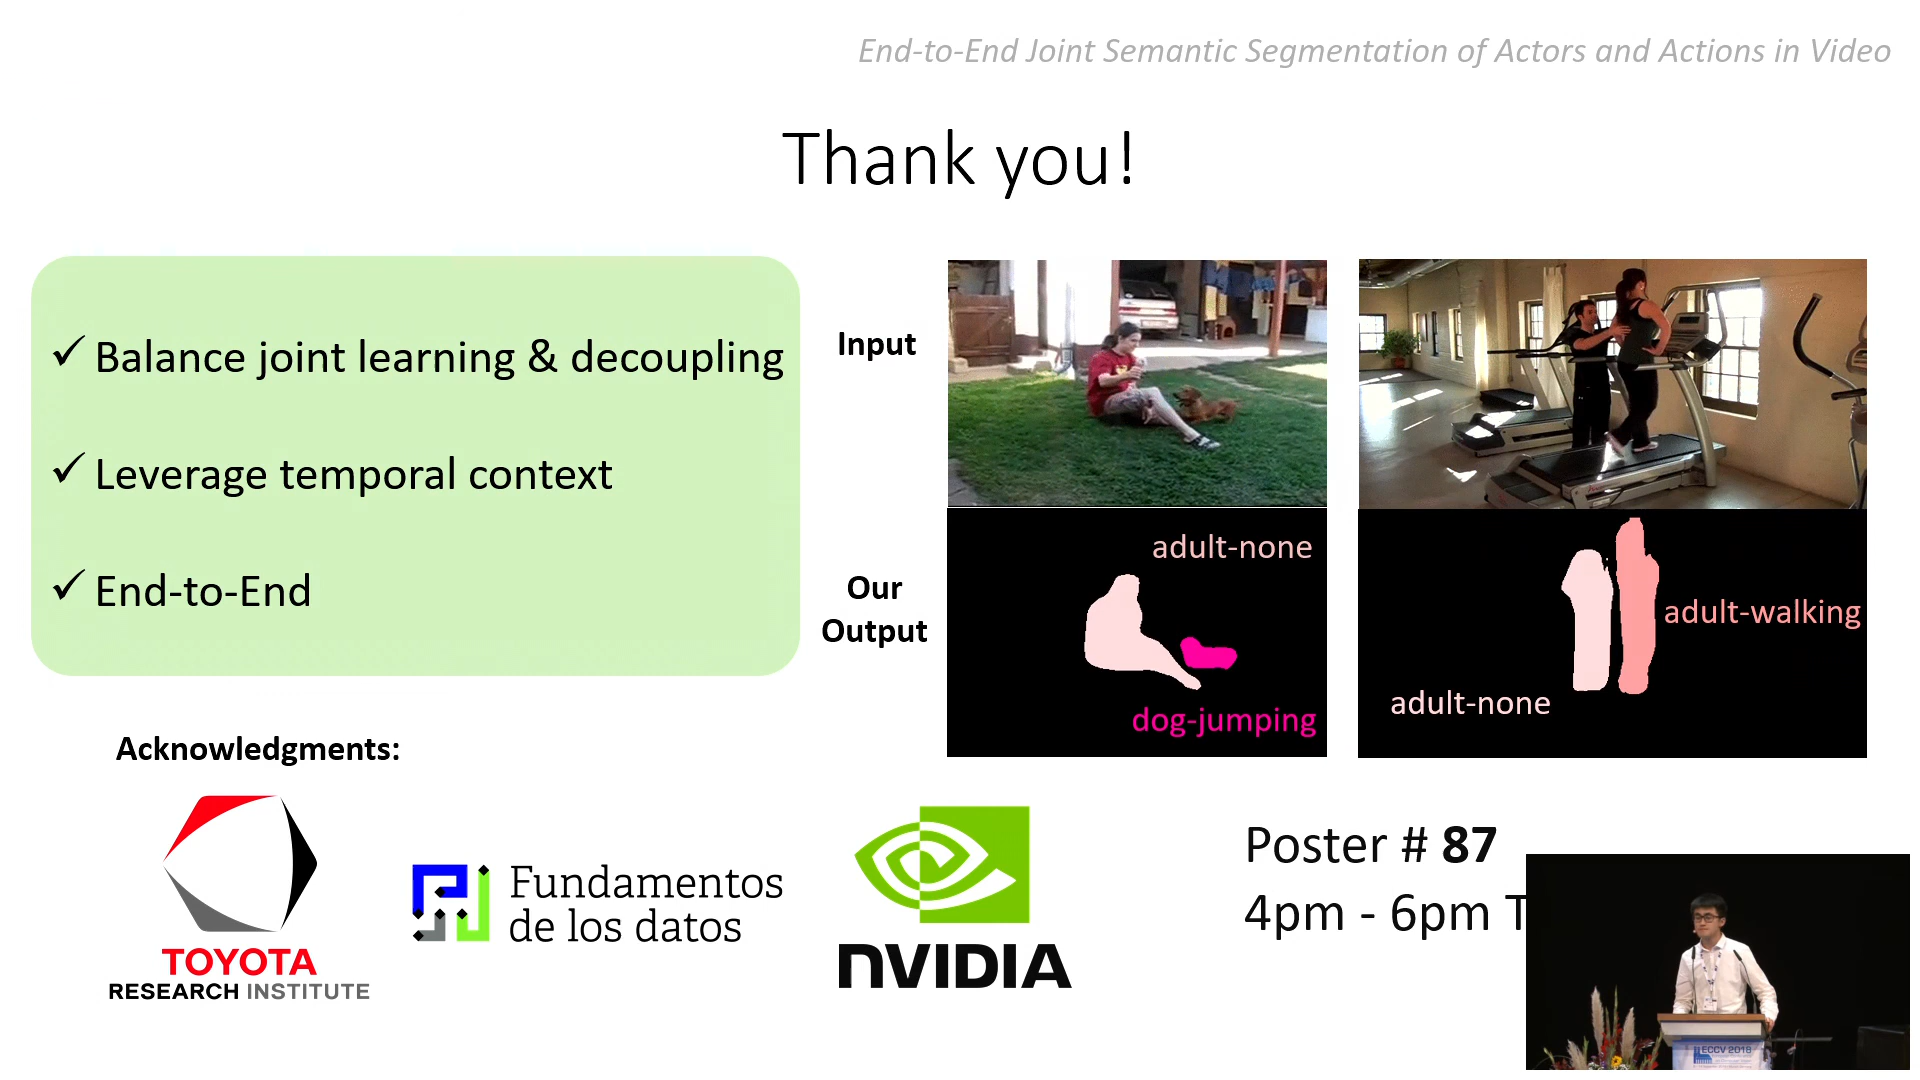 End-to-End Joint Semantic Segmentation of Actors and Actions in Video
Thank you!
✓ Balance joint learning & decoupling
✓ Leverage temporal context
✓ End-to-End
Input
Our
Output
adult-none
dog-jumping
adult-walking
adult-none
Acknowledgments:
TOYOTA
RESEARCH INSTITUTE
Fundamentos
de los datos
NVIDIA
Poster # 87
4pm - 6pm T
ECCV 2018